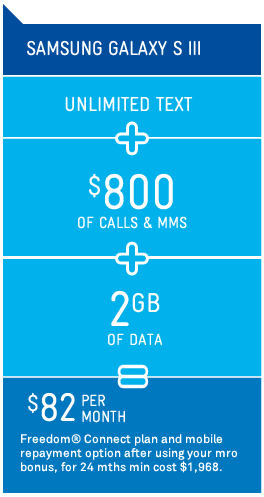 SAMSUNG GALAXY S III
UNLIMITED TEXT
+
$800
OF CALLS & MMS
+
2GB
OF DATA
=
$82 PER
MONTH
Freedom® Connect plan and mobile
repayment option after using your mro
bonus, for 24 mths min cost $1,968.